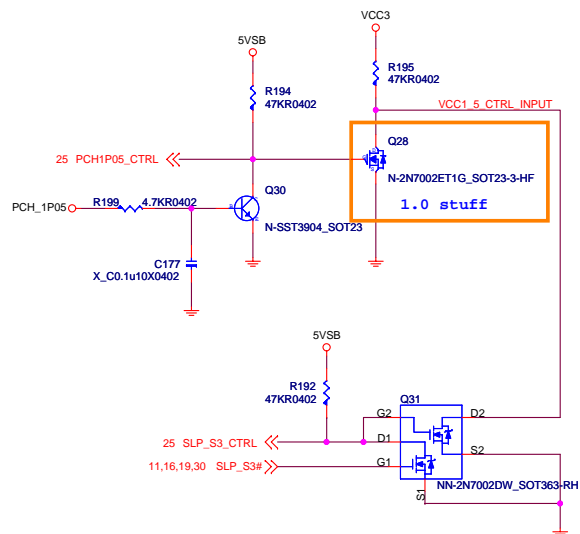 VCC3
5VSB
R195
47KR0402
R194
47KR0402
VCC1_5_CTRL_INPUT
Q28
25 PCH1P05_CTRL
N-2N7002ET1G_SOT23-3-HF
Q30
R199 4.7KR0402
PCH_1P05
1.0 stuff
N-SST3904_SOT23
C177
X_C0.1u10X0402
5VSB
R192
47KR0402
Q31
G2 D2
25 SLP_S3_CTRL
D1
S2
11,16,19,30 SLP_S3#
G1
NN-2N7002DW_SOT363-RH
S1